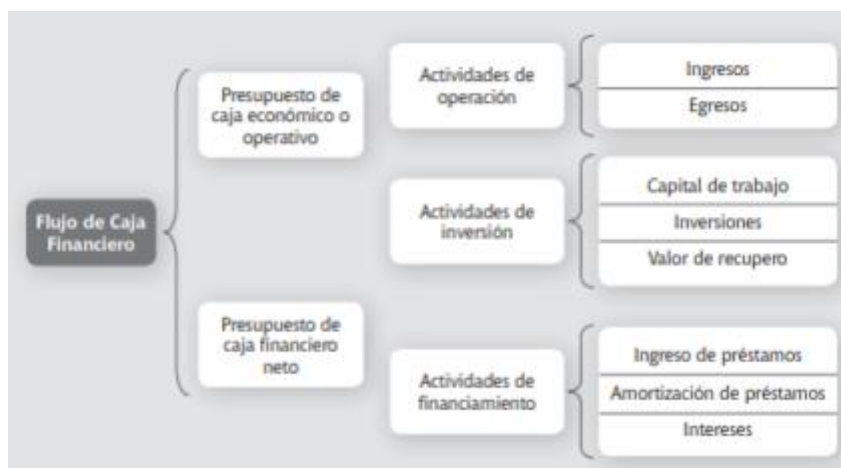 Flujo de Caja
Financiero
Presupuesto de
caja económico o
operativo
Presupuesto de
caja financiero
neto
Actividades de
operación
Actividades de
inversión
Actividades de
financiamiento
Ingresos
Egresos
Capital de trabajo
Inversiones
Valor de recupero
Ingreso de préstamos
Amortización de préstamos
Intereses